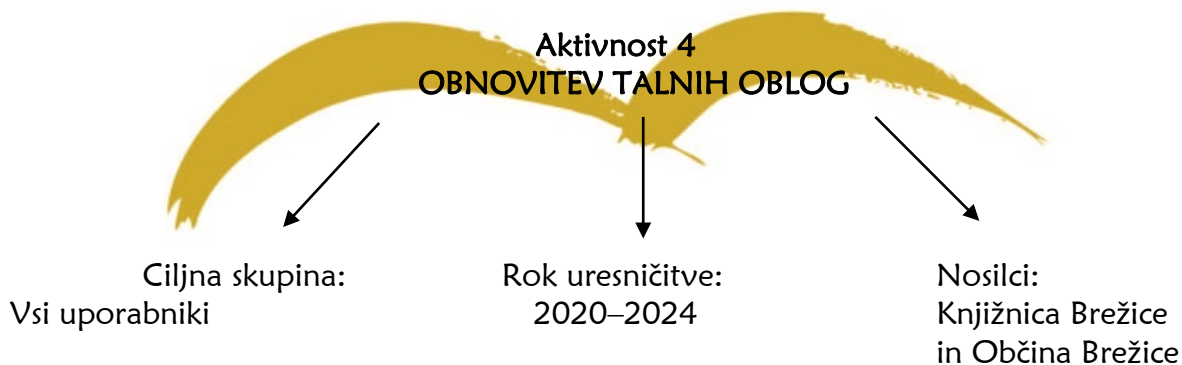 Aktivnost 4
OBNOVITEV TALNIH OBLOG
Ciljna skupina:
Vsi uporabniki
Rok uresničitve:
2020–2024
Nosilci:
Knjižnica Brežice
in Občina Brežice